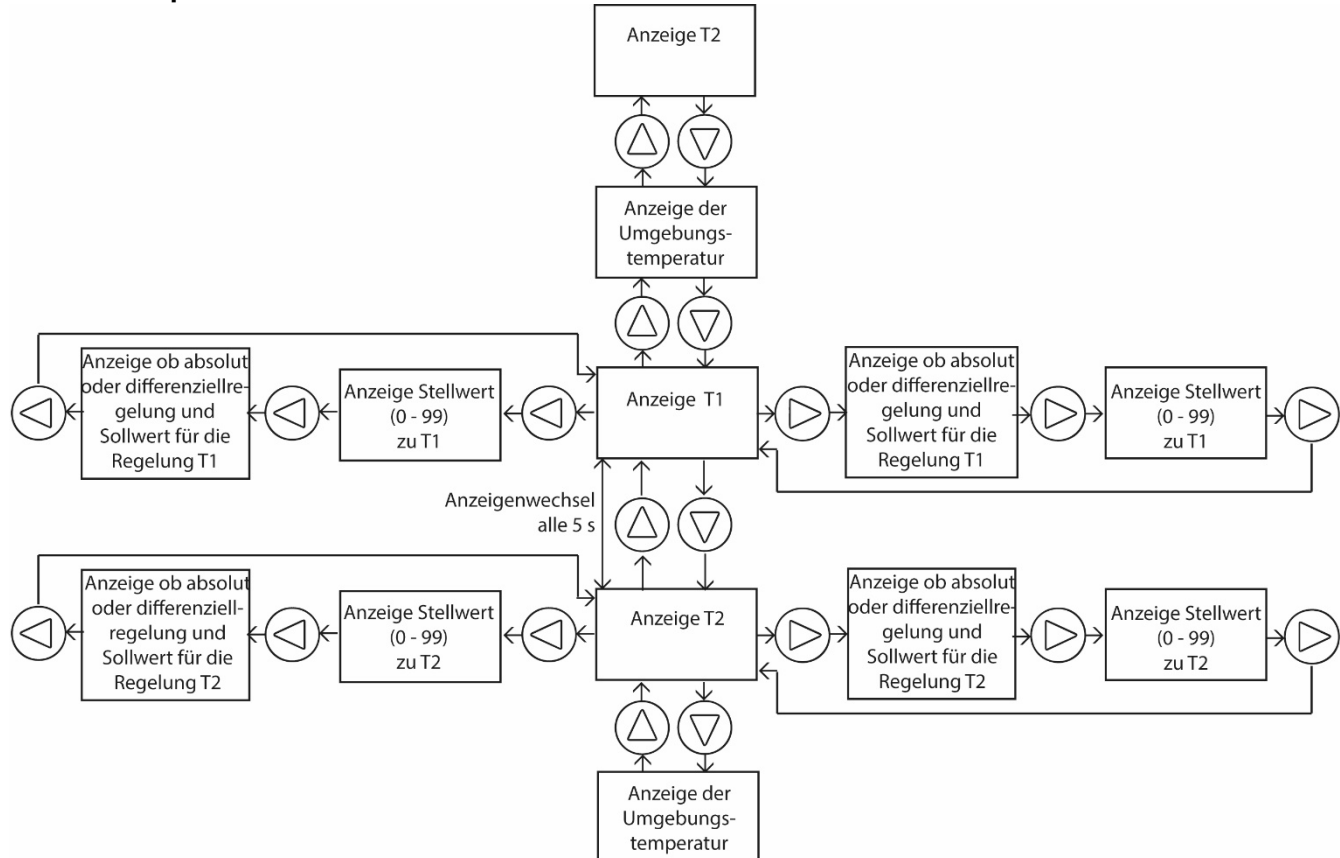 Anzeige T2
Anzeige der
Umgebungs-
temperatur
Anzeige ob absolut
oder differenziellre-
gelung und
Sollwert für die
Regelung T1
Anzeige Stellwert
(0 - 99)
zu T1
Anzeige T1
Anzeige ob absolut
oder differenziellre-
gelung und
Sollwert für die
Regelung T1
Anzeige Stellwert
(0 - 99)
zu T1
Anzeigenwechsel
alle 5 s
Anzeige ob absolut
oder differenziell-
regelung und
Sollwert für die
Regelung T2
Anzeige Stellwert
(0 - 99)
zu T2
Anzeige T2
Anzeige ob absolut
oder differenziellre-
gelung und
Sollwert für die
Regelung T2
Anzeige Stellwert
(0 - 99)
zu T2
Anzeige der
Umgebungs-
temperatur